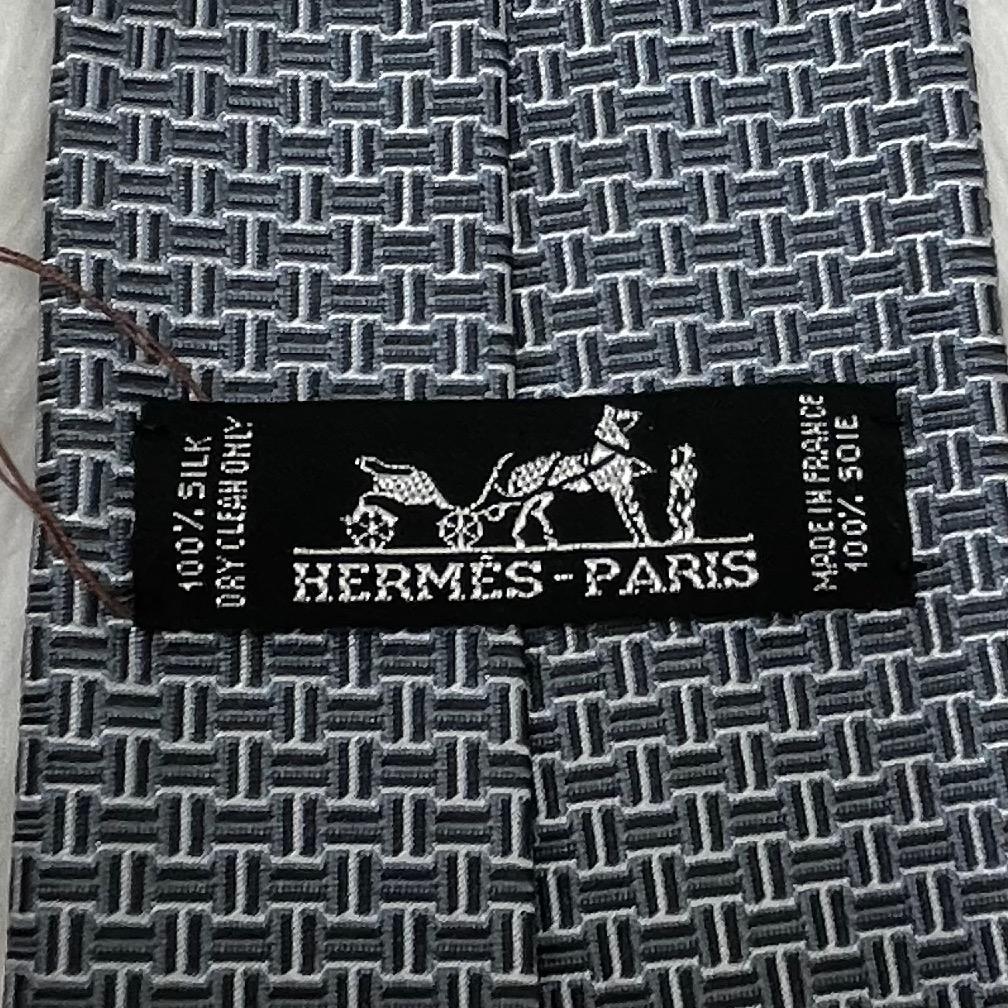 100% SILK
DRY CLEAN ONLY
HERMÈS-PARIS
MADE IN FRANCE
100% SOIE